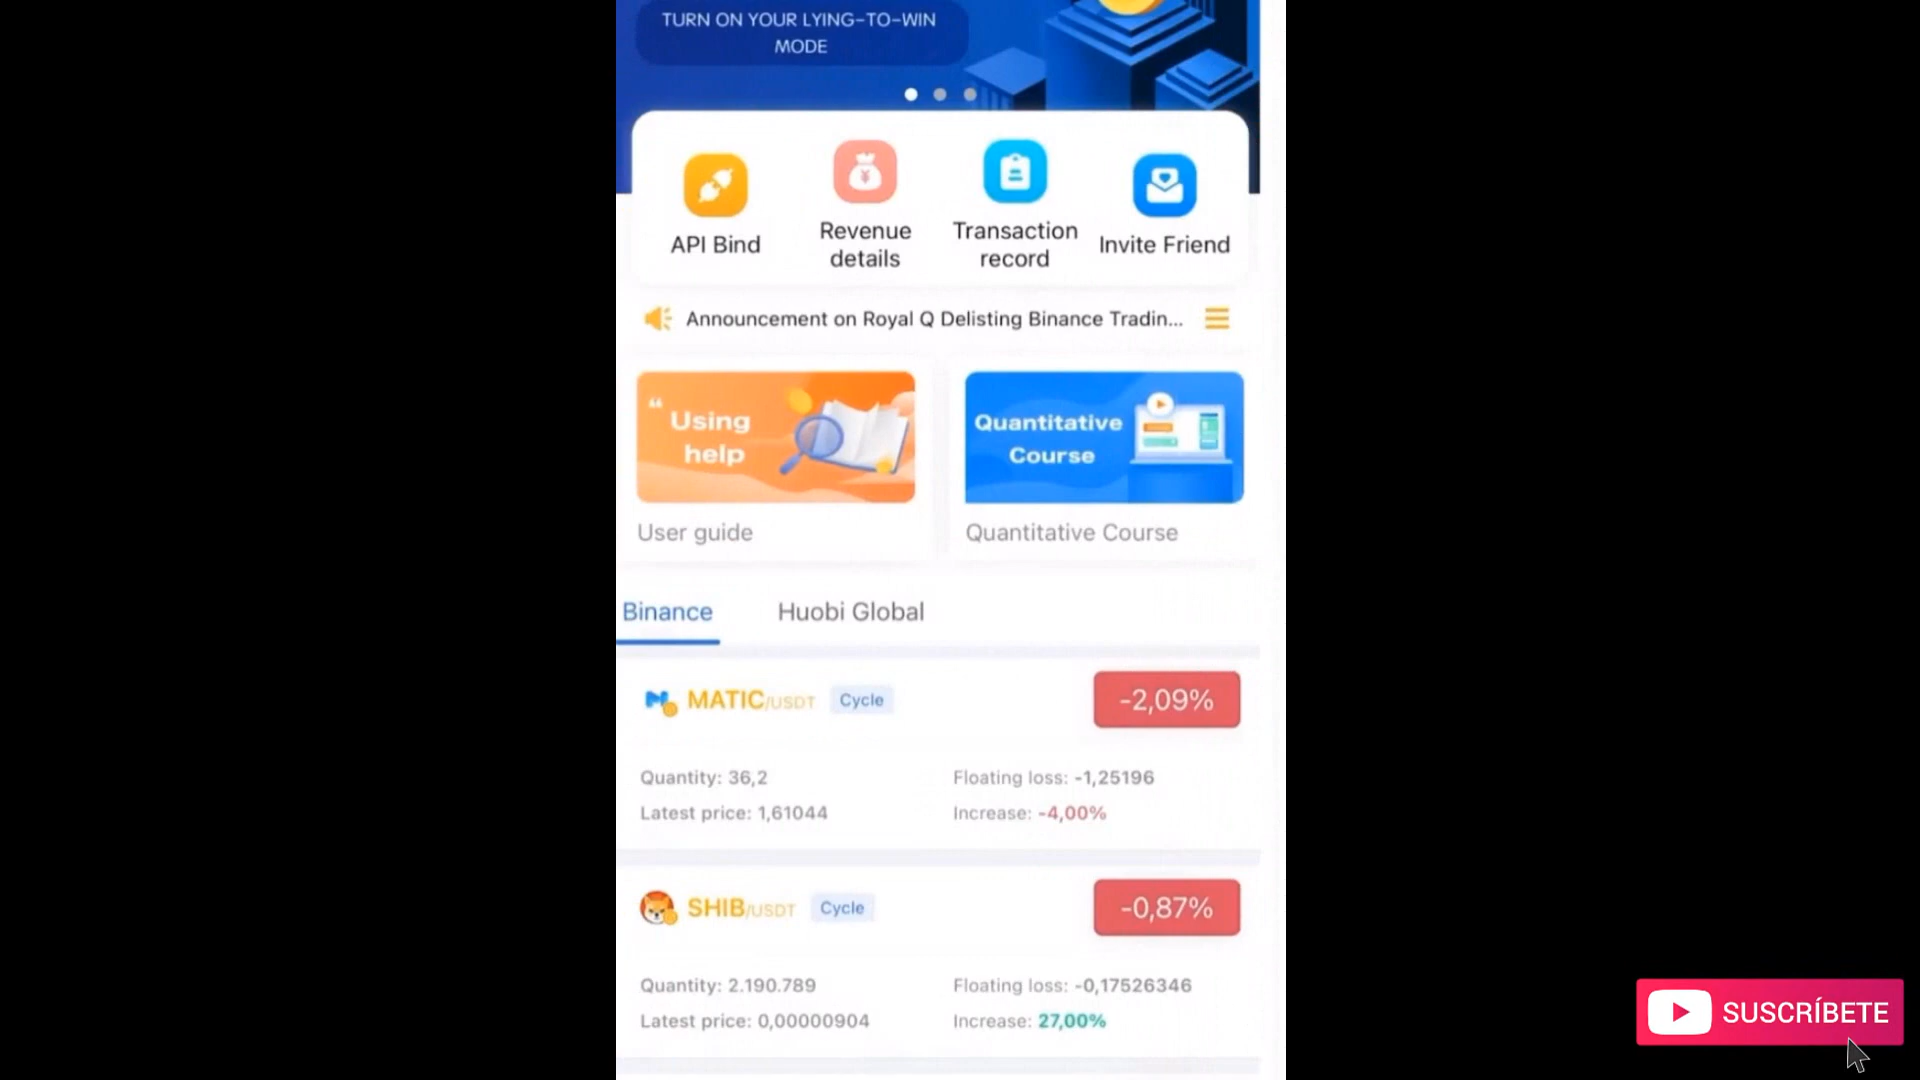 TURN ON YOUR LYING-TO-WIN
MODE
API Bind
Revenue
details
Transaction
record
Invite Friend
Announcement on Royal Q Delisting Binance Tradin...
“ Using
help
Quantitative
Course
User guide
Quantitative Course
Binance
Huobi Global
MATIC/USDT Cycle
-2,09%
Quantity: 36,2
Floating loss: -1,25196
Latest price: 1,61044
Increase: -4,00%
SHIB/USDT Cycle
-0,87%
Quantity: 2.190.789
Floating loss: -0,17526346
Latest price: 0,00000904
Increase: 27,00%
SUSCRÍBETE